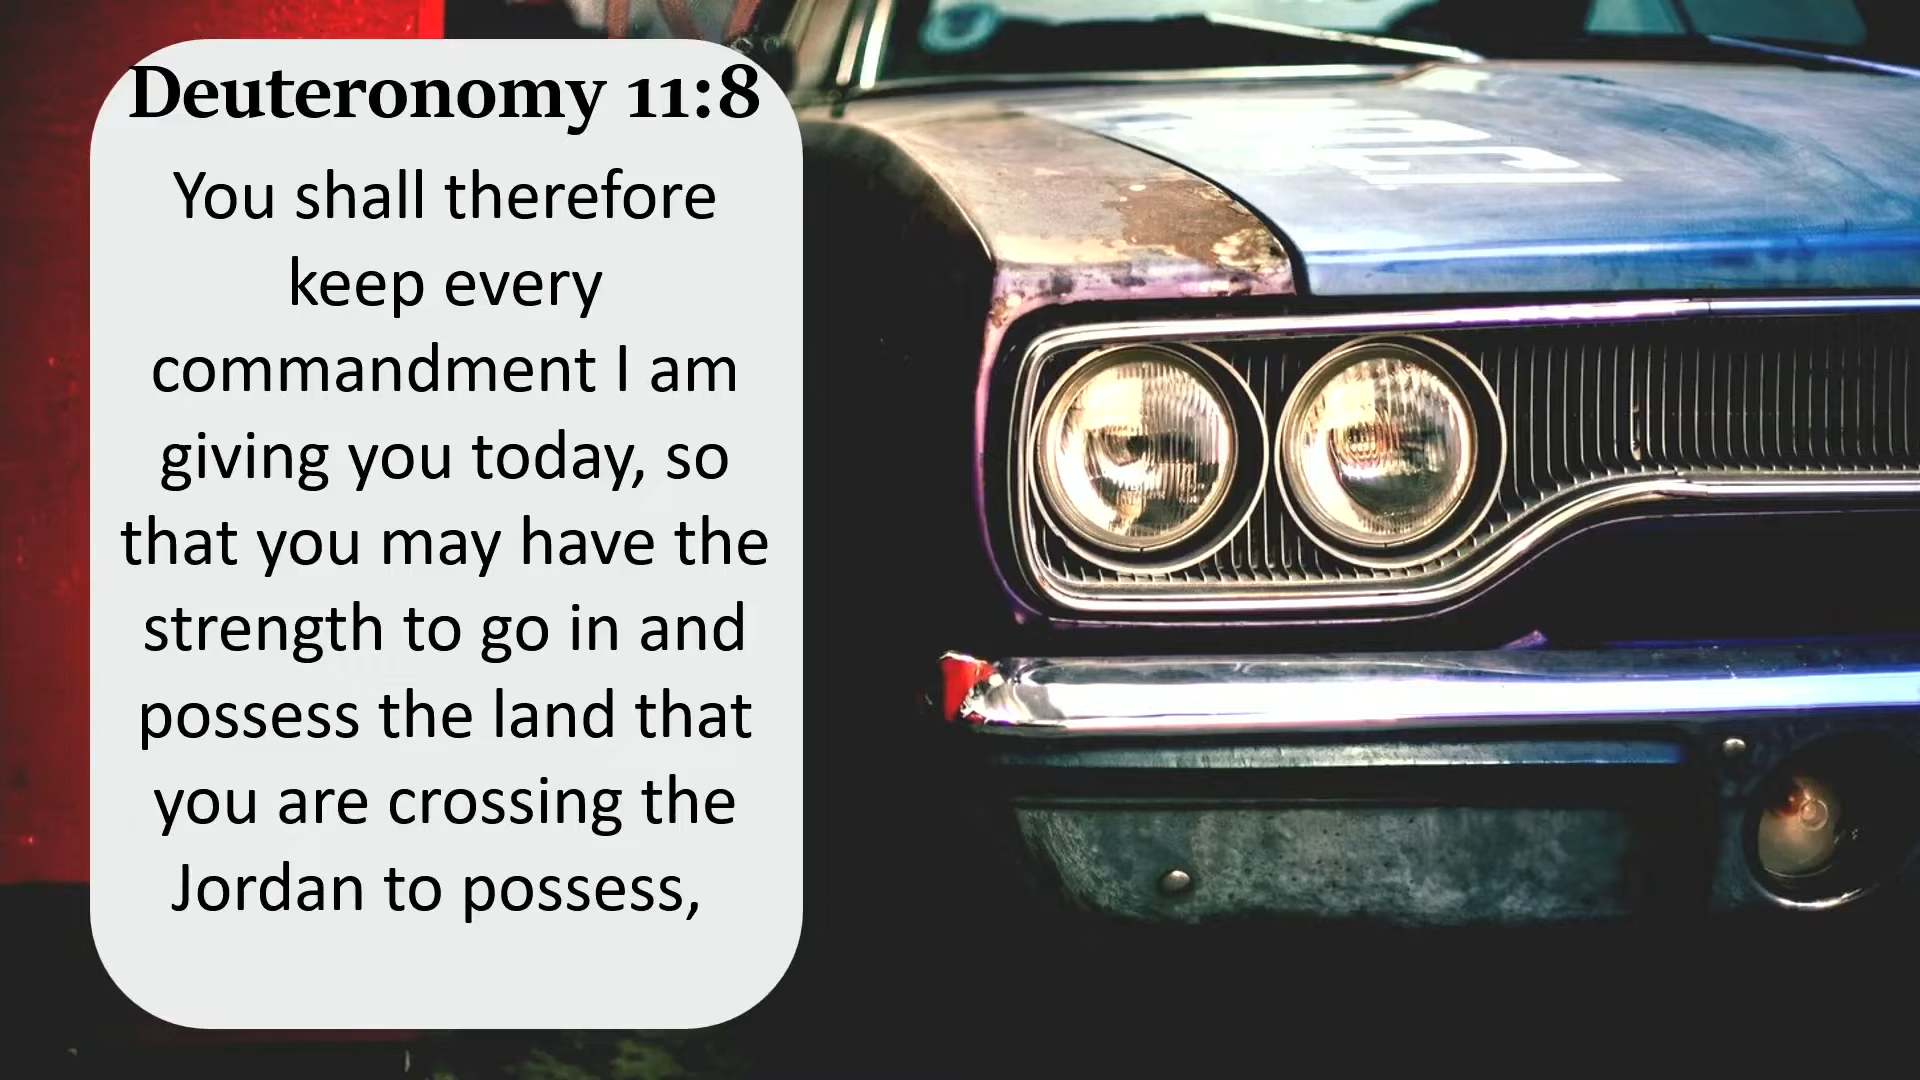 Deuteronomy 11:8
You shall therefore
keep every
commandment I am
giving you today, so
that you may have the
strength to go in and
possess the land that
you are crossing the
Jordan to possess,